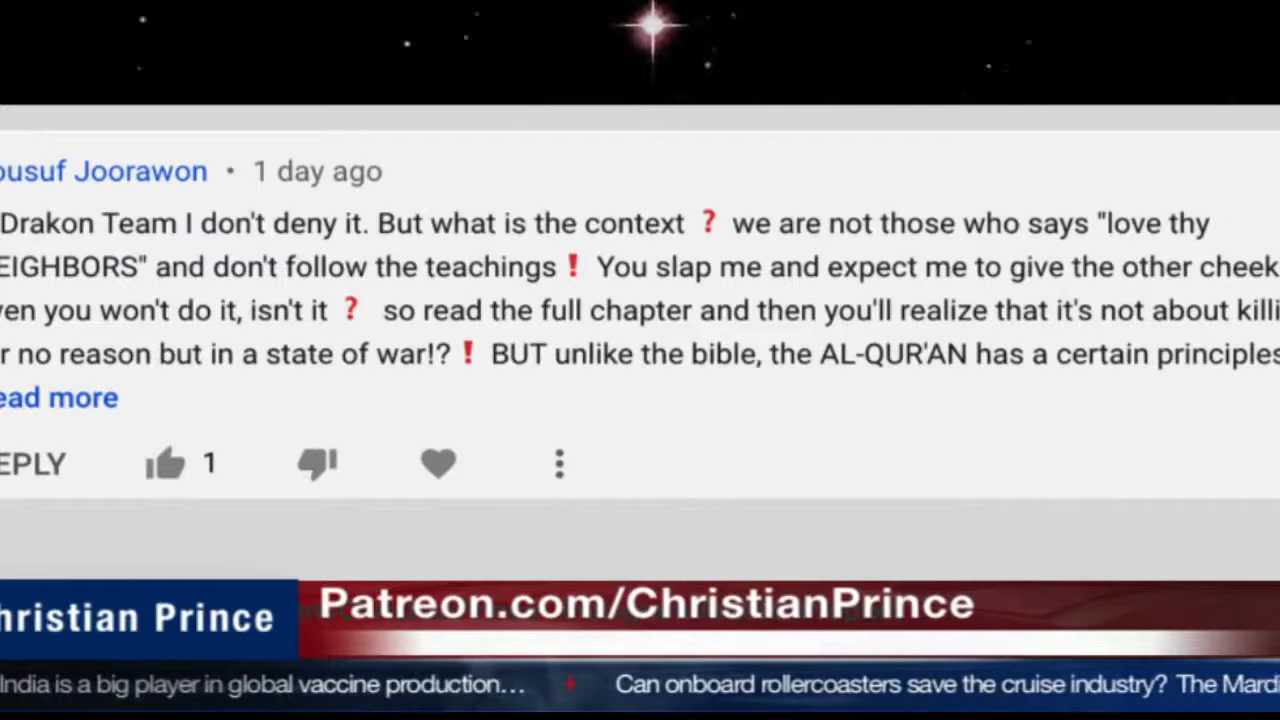 ousuf Joorawon • 1 day ago
Drakon Team I don't deny it. But what is the context ❓ we are not those who says "love thy
EIGHBORS" and don't follow the teachings❗ You slap me and expect me to give the other cheek
en you won't do it, isn't it ❓ so read the full chapter and then you'll realize that it's not about killi
r no reason but in a state of war!?❗ BUT unlike the bible, the AL-QUR'AN has a certain principles
ead more
EPLY 1
hristian Prince
Patreon.com/ChristianPrince
India is a big player in global vaccine production... Can onboard rollercoasters save the cruise industry? The Mardi